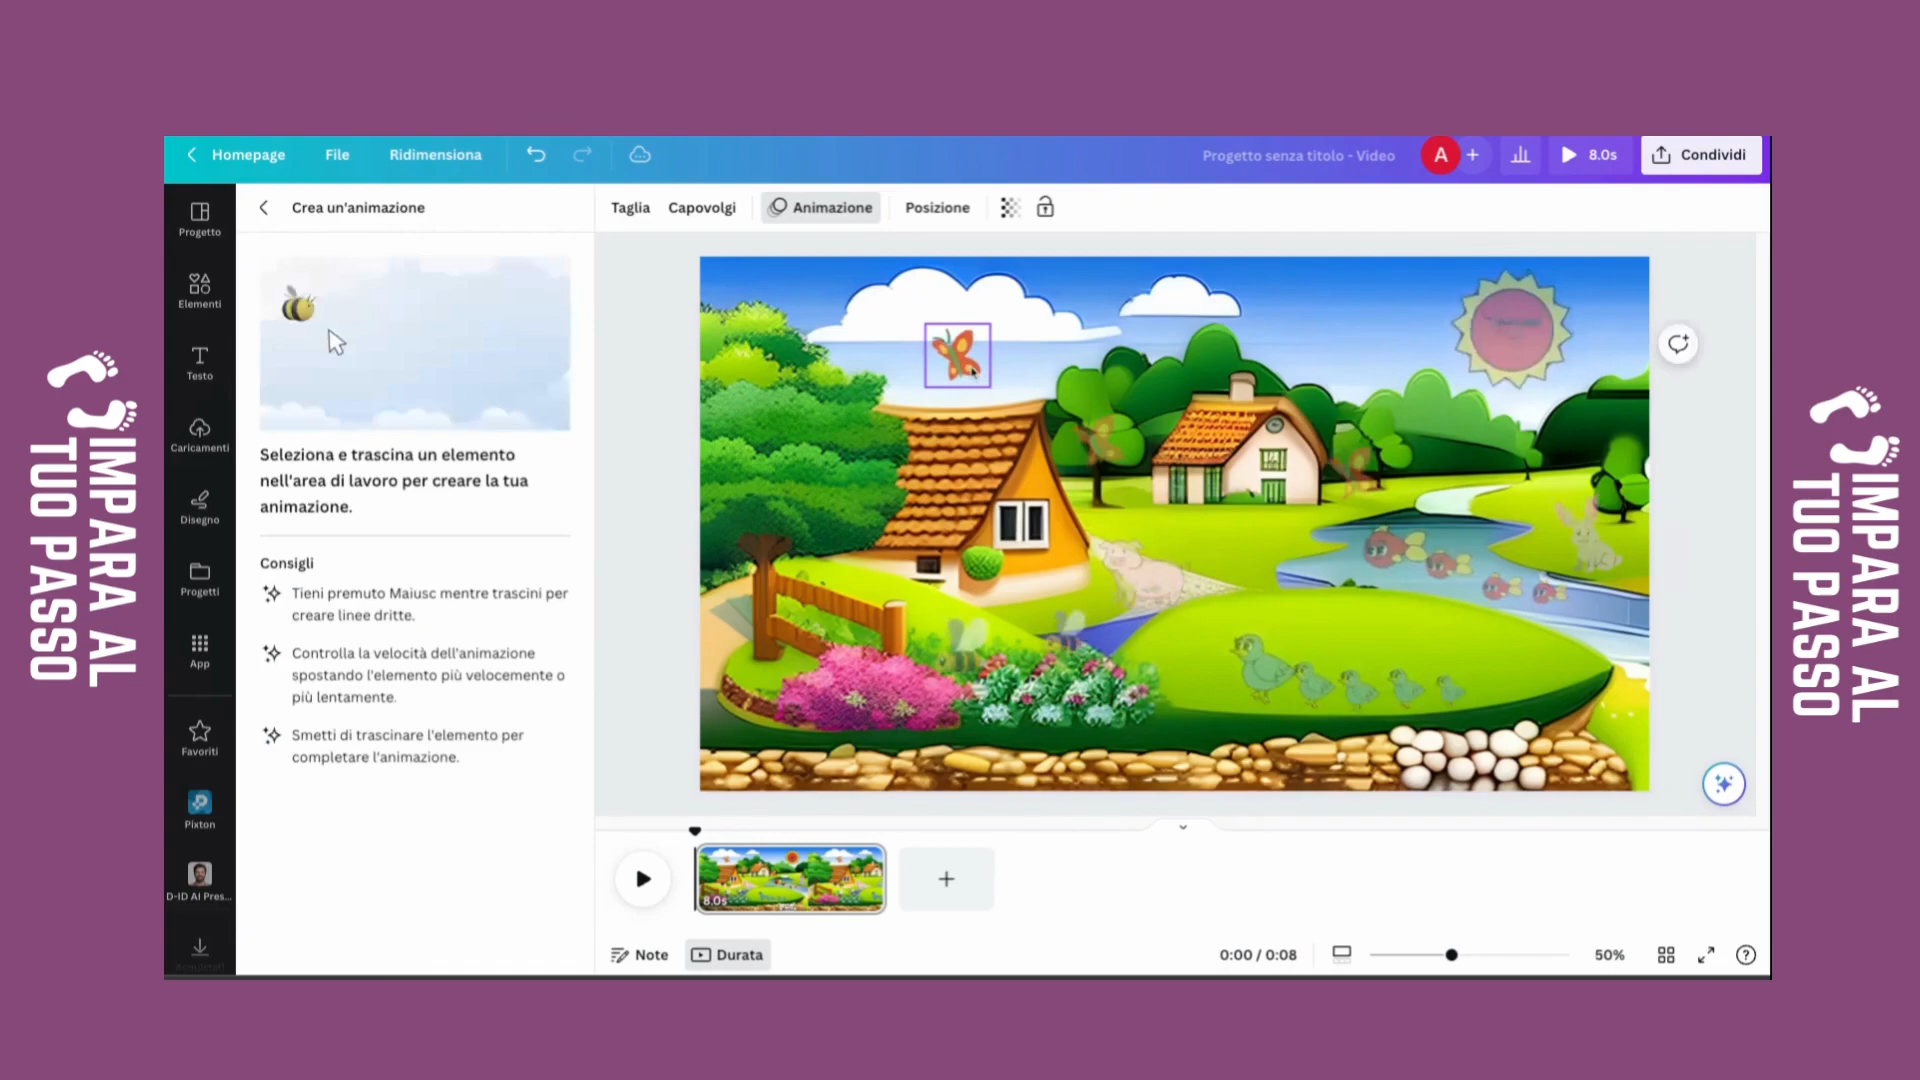 Homepage
File
Ridimensiona
Progetto senza titolo - Video
A
8.0s
Condividi
Progetto
Elementi
Testo
Caricamenti
Disegno
Progetti
App
Favoriti
Pixton
D-ID AI Pres...
Crea un'animazione
Seleziona e trascina un elemento
nell'area di lavoro per creare la tua
animazione.
Consigli
Tieni premuto Maiusc mentre trascini per
creare linee dritte.
Controlla la velocità dell'animazione
spostando l'elemento più velocemente o
più lentamente.
Smetti di trascinare l'elemento per
completare l'animazione.
Taglia
Capovolgi
Animazione
Posizione
8.0s
Note
Durata
0:00 / 0:08
50%
IMPARA AL
TUO PASSO
IMPARA AL
TUO PASSO